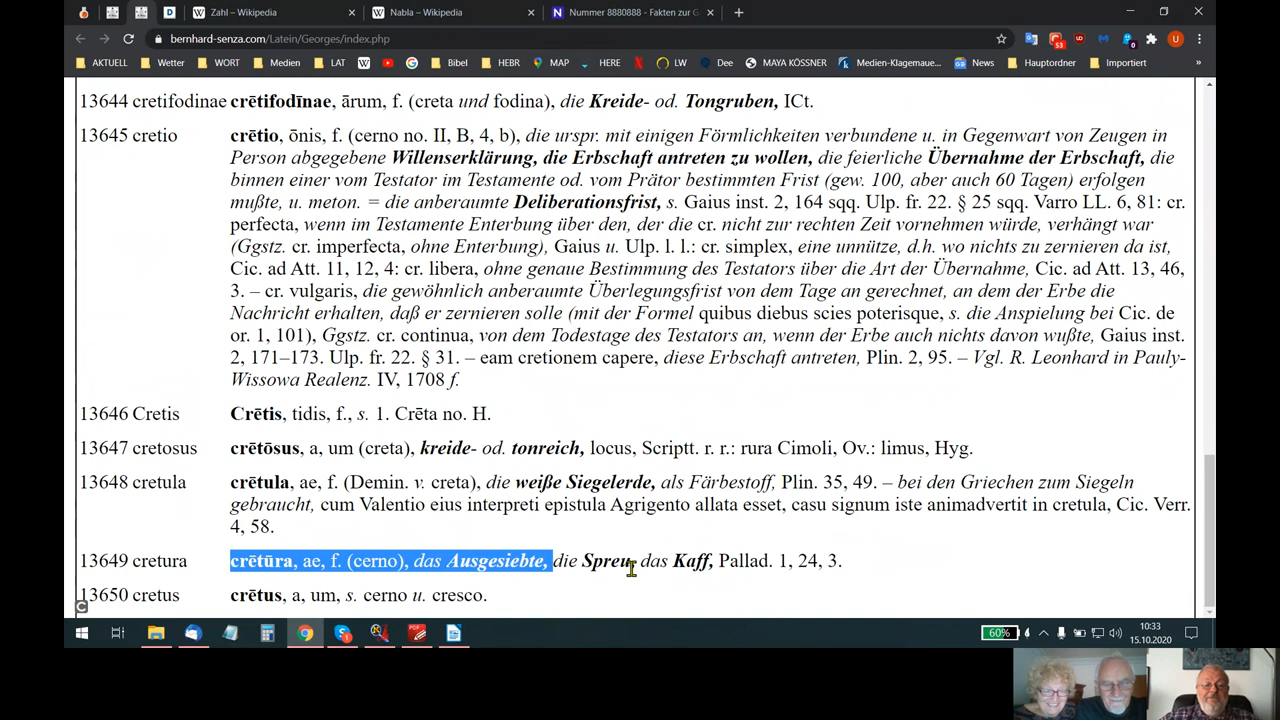 Zahl – Wikipedia
Nabla – Wikipedia
Nummer 8880888 - Fakten zur G
bernhard-senza.com/Latein/Georges/index.php
AKTUELL Wetter WORT Medien LAT Bibel HEBR MAP HERE LW Dee MAYA KÖSSNER Medien-Klagemaue... News Hauptordner Importiert
13644 cretifodinae crētifodīnae, ārum, f. (creta und fodina), die Kreide- od. Tongruben, ICt.
13645 cretio crētio, ōnis, f. (cerno no. II, B, 4, b), die urspr. mit einigen Förmlichkeiten verbundene u. in Gegenwart von Zeugen in
Person abgegebene Willenserklärung, die Erbschaft antreten zu wollen, die feierliche Übernahme der Erbschaft, die
binnen einer vom Testator im Testamente od. vom Prätor bestimmten Frist (gew. 100, aber auch 60 Tagen) erfolgen
mußte, u. meton. = die anberaumte Deliberationsfrist, s. Gaius inst. 2, 164 sqq. Ulp. fr. 22. § 25 sqq. Varro LL. 6, 81: cr.
perfecta, wenn im Testamente Enterbung über den, der die cr. nicht zur rechten Zeit vornehmen würde, verhängt war
(Ggstz. cr. imperfecta, ohne Enterbung), Gaius u. Ulp. l. l.: cr. simplex, eine unnütze, d.h. wo nichts zu zernieren da ist,
Cic. ad Att. 11, 12, 4: cr. libera, ohne genaue Bestimmung des Testators über die Art der Übernahme, Cic. ad Att. 13, 46,
3. – cr. vulgaris, die gewöhnlich anberaumte Überlegungsfrist von dem Tage an gerechnet, an dem der Erbe die
Nachricht erhalten, daß er zernieren solle (mit der Formel quibus diebus scies poterisque, s. die Anspielung bei Cic. de
or. 1, 101), Ggstz. cr. continua, von dem Todestage des Testators an, wenn der Erbe auch nichts davon wußte, Gaius inst.
2, 171–173. Ulp. fr. 22. § 31. – eam cretionem capere, diese Erbschaft antreten, Plin. 2, 95. – Vgl. R. Leonhard in Pauly-
Wissowa Realenz. IV, 1708 f.
13646 Cretis Crētis, tidis, f., s. 1. Crēta no. H.
13647 cretosus crētōsus, a, um (creta), kreide- od. tonreich, locus, Scriptt. r. r.: rura Cimoli, Ov.: limus, Hyg.
13648 cretula crētula, ae, f. (Demin. v. creta), die weiße Siegelerde, als Färbestoff, Plin. 35, 49. – bei den Griechen zum Siegeln
gebraucht, cum Valentio eius interpreti epistula Agrigento allata esset, casu signum iste animadvertit in cretula, Cic. Verr.
4, 58.
13649 cretura crētūra, ae, f. (cerno), das Ausgesiebte, die Spreu, das Kaff, Pallad. 1, 24, 3.
13650 cretus crētus, a, um, s. cerno u. cresco.
60%
10:33
15.10.2020